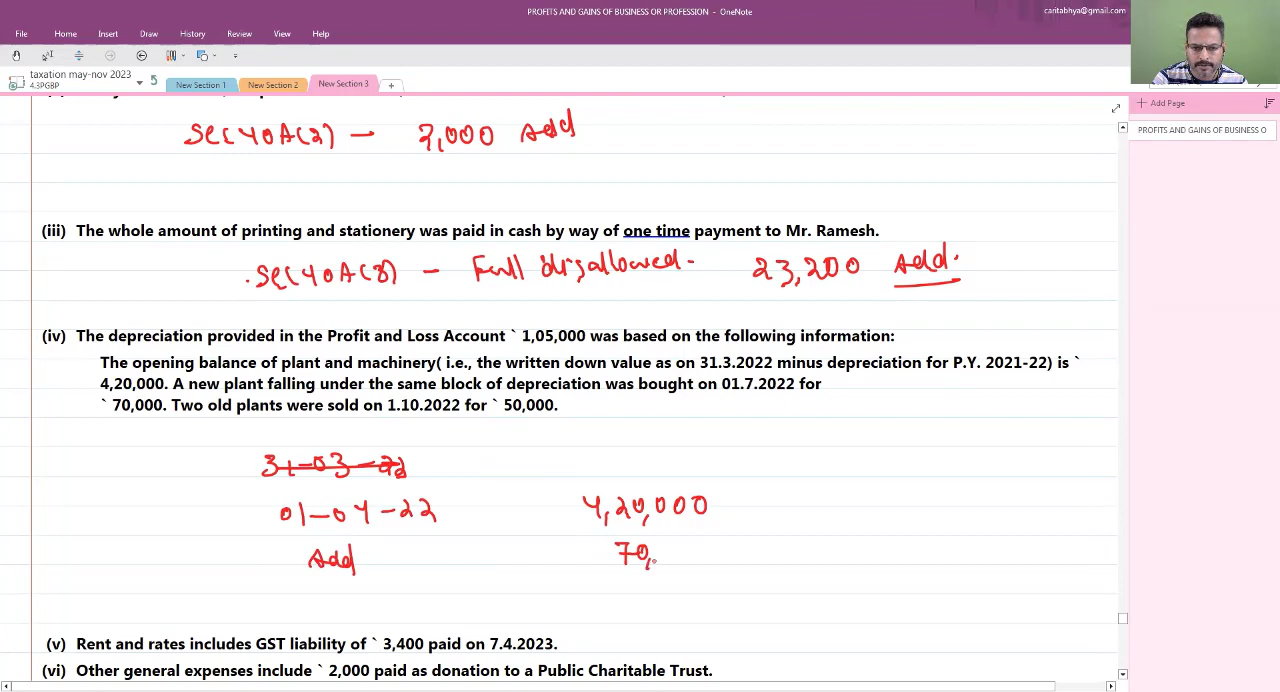 PROFITS AND GAINS OF BUSINESS OR PROFESSION - OneNote
caritabhya@gmail.com
File Home Insert Draw History Review View Help
taxation may-nov 2023
4.3PGBP
New Section 1 New Section 2 New Section 3 +
Add Page
PROFITS AND GAINS OF BUSINESS O
Sec 40A(2) - 2,000 Add
(iii) The whole amount of printing and stationery was paid in cash by way of one time payment to Mr. Ramesh.
Sec 40A(3) - Full disallowed. 23,200 Add.
(iv) The depreciation provided in the Profit and Loss Account ` 1,05,000 was based on the following information:
The opening balance of plant and machinery( i.e., the written down value as on 31.3.2022 minus depreciation for P.Y. 2021-22) is `
4,20,000. A new plant falling under the same block of depreciation was bought on 01.7.2022 for
` 70,000. Two old plants were sold on 1.10.2022 for ` 50,000.
01-04-22 4,20,000
Add 70,
(v) Rent and rates includes GST liability of ` 3,400 paid on 7.4.2023.
(vi) Other general expenses include ` 2,000 paid as donation to a Public Charitable Trust.